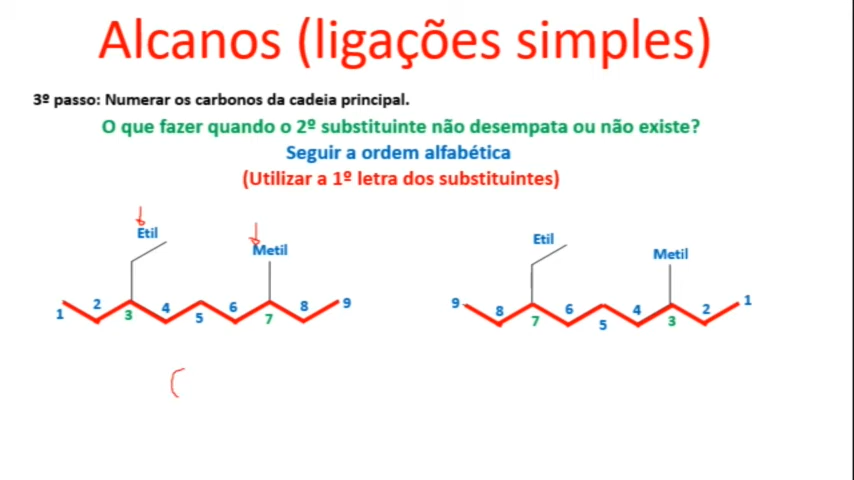 Alcanos (ligações simples)
3º passo: Numerar os carbonos da cadeia principal.
O que fazer quando o 2º substituinte não desempata ou não existe?
Seguir a ordem alfabética
(Utilizar a 1º letra dos substituintes)
Etil
Metil
1 2 3 4 5 6 7 8 9
Etil
Metil
9 8 7 6 5 4 3 2 1
(